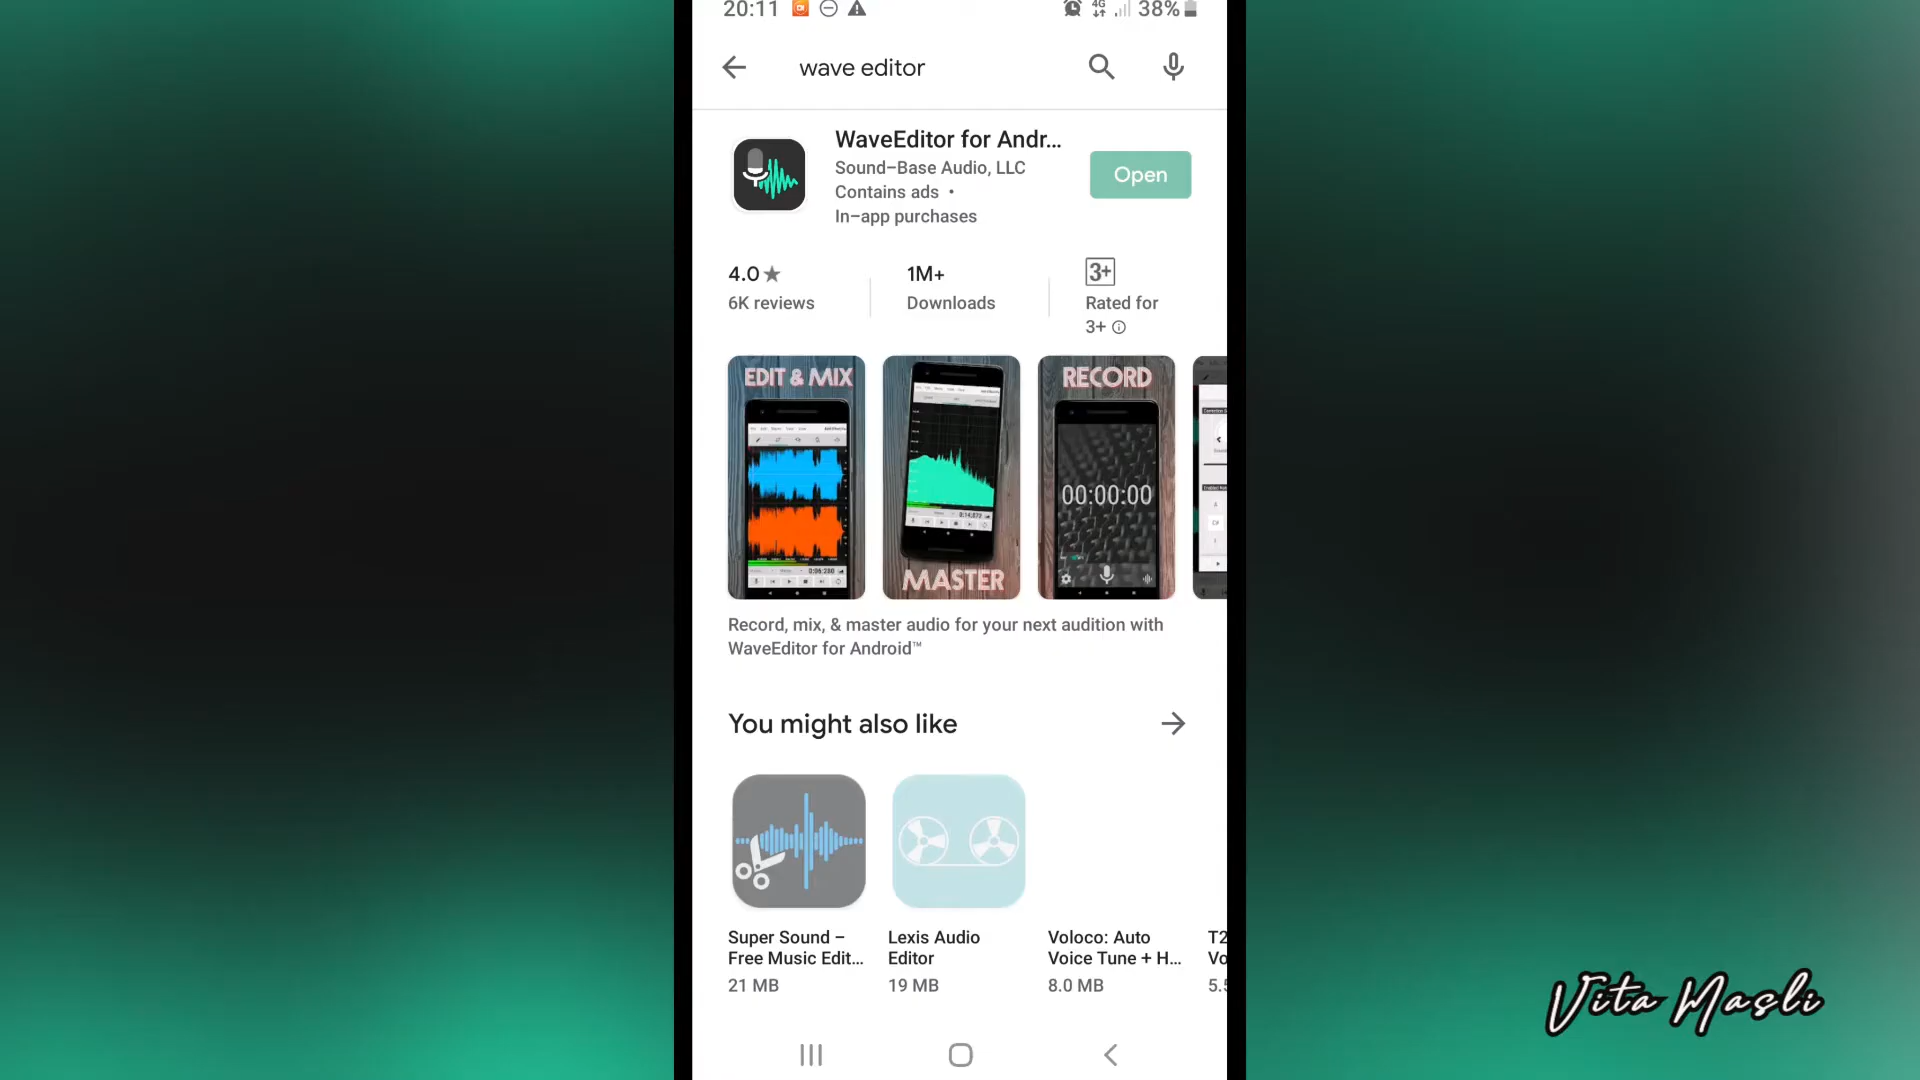 20:11
4G
38%
wave editor
WaveEditor for Andr...
Sound-Base Audio, LLC
Contains ads •
In-app purchases
Open
4.0★
6K reviews
1M+
Downloads
3+
Rated for
3+
EDIT & MIX
MASTER
RECORD
00:00:00
Record, mix, & master audio for your next audition with
WaveEditor for Android™
You might also like
Super Sound -
Free Music Edit...
21 MB
Lexis Audio
Editor
19 MB
Voloco: Auto
Voice Tune + H...
8.0 MB
T2
Vo
5.5
Vita Masli